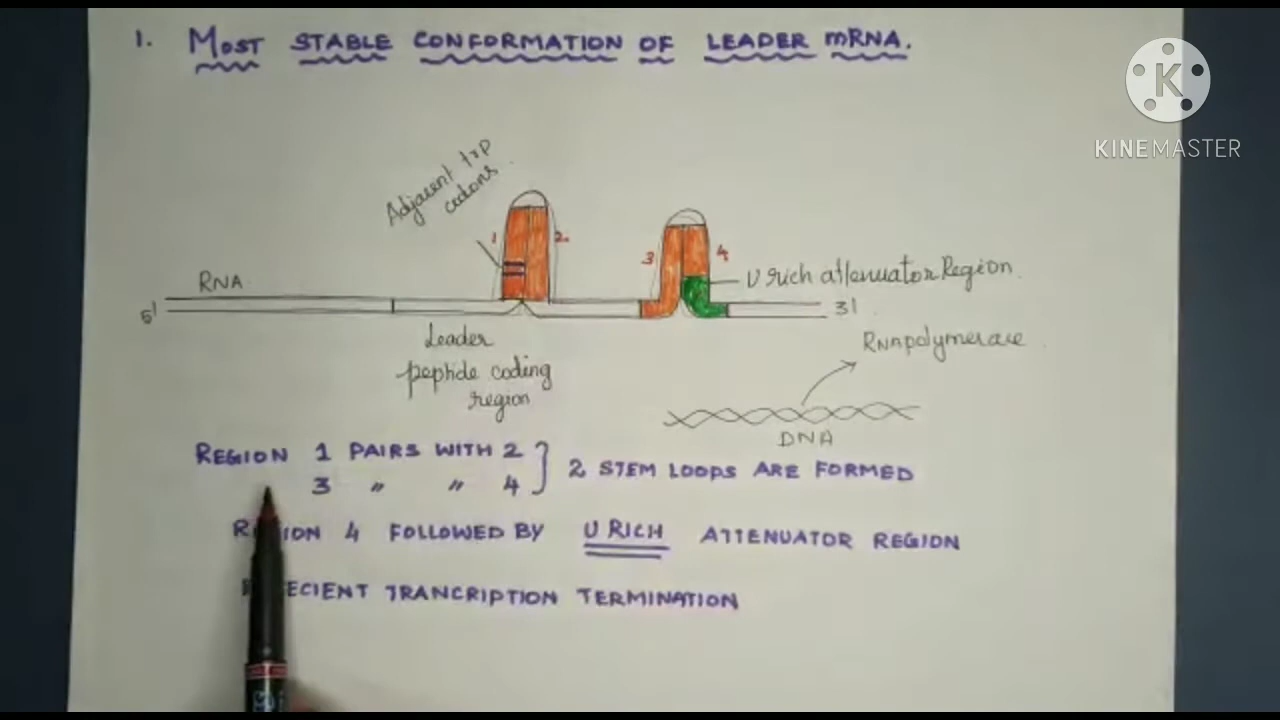 1. MOST STABLE CONFORMATION OF LEADER mRNA.
K
KINEMASTER
Adjacent trp
codons.
1
2.
3
4
U rich attenuator Region.
RNA
5'
3'
Leader
peptide coding
region
RNA polymerase
DNA
REGION 1 PAIRS WITH 2
3 〃 〃 4
2 STEM LOOPS ARE FORMED
4 FOLLOWED BY U RICH ATTENUATOR REGION
TRANCRIPTION TERMINATION